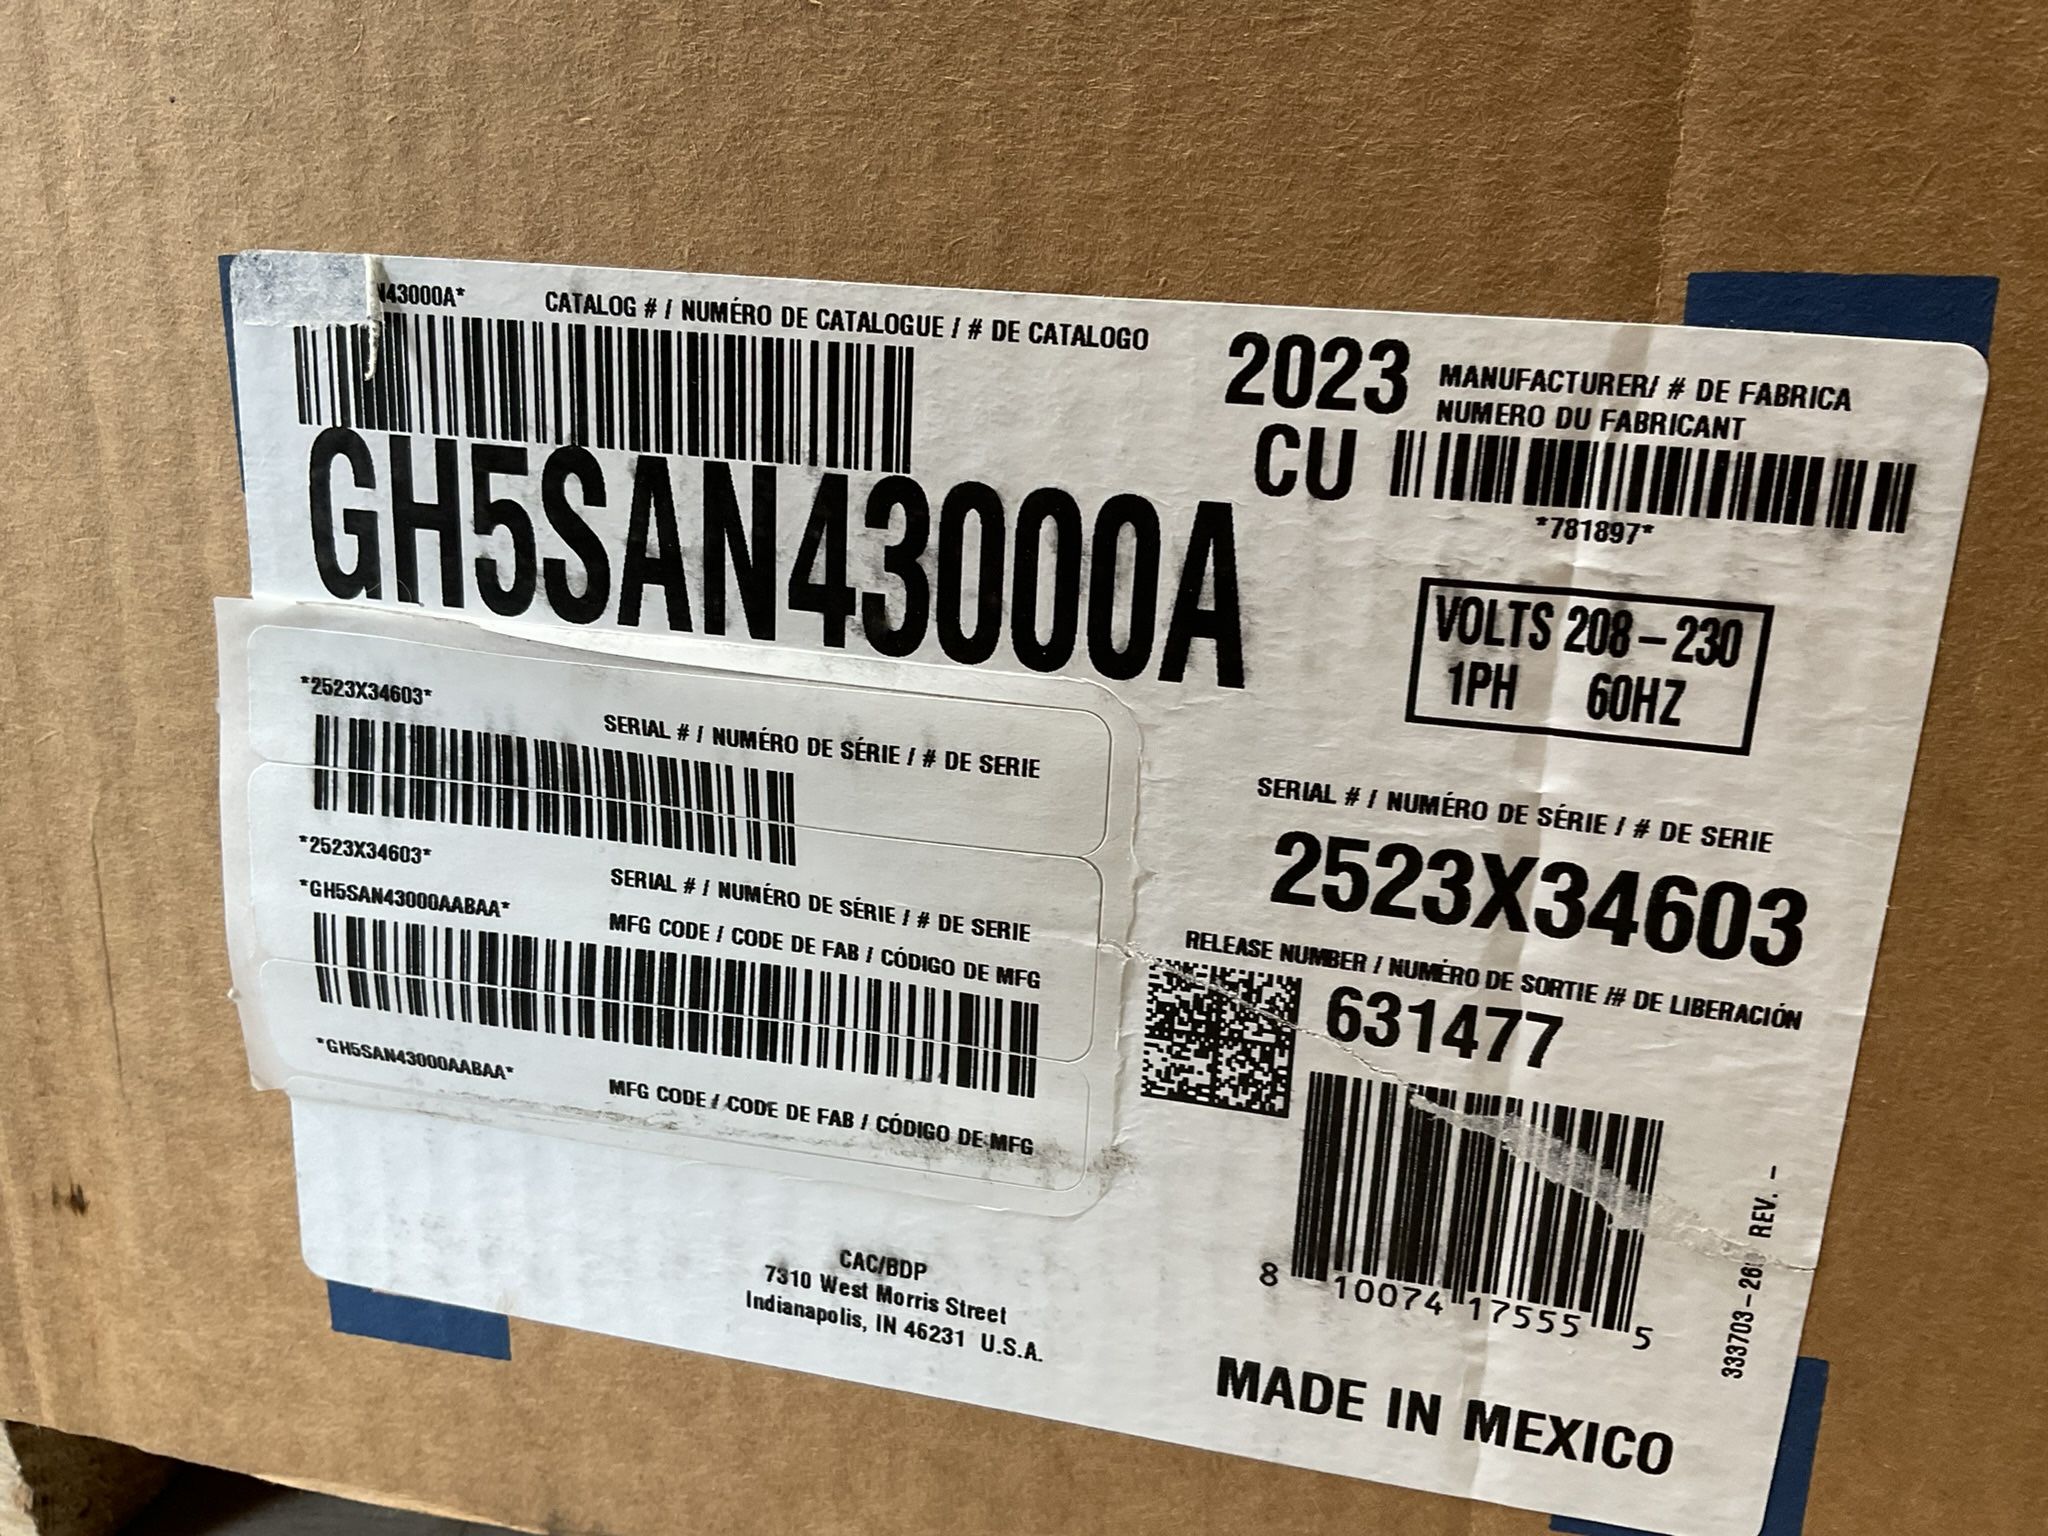 N43000A*
CATALOG # / NUMÉRO DE CATALOGUE / # DE CATALOGO
GH5SAN43000A
2023
CU
MANUFACTURER/ # DE FABRICA
NUMERO DU FABRICANT
*781897*
VOLTS 208-230
1PH 60HZ
*2523X34603*
SERIAL # / NUMÉRO DE SÉRIE / # DE SERIE
*2523X34603*
SERIAL # / NUMÉRO DE SÉRIE / # DE SERIE
*GH5SAN43000AABAA*
MFG CODE / CODE DE FAB / CÓDIGO DE MFG
*GH5SAN43000AABAA*
MFG CODE / CODE DE FAB / CÓDIGO DE MFG
SERIAL # / NUMÉRO DE SÉRIE / # DE SERIE
2523X34603
RELEASE NUMBER / NUMÉRO DE SORTIE /# DE LIBERACIÓN
631477
8 10074 17555 5
333703-26 REV. -
CAC/BDP
7310 West Morris Street
Indianapolis, IN 46231 U.S.A.
MADE IN MEXICO